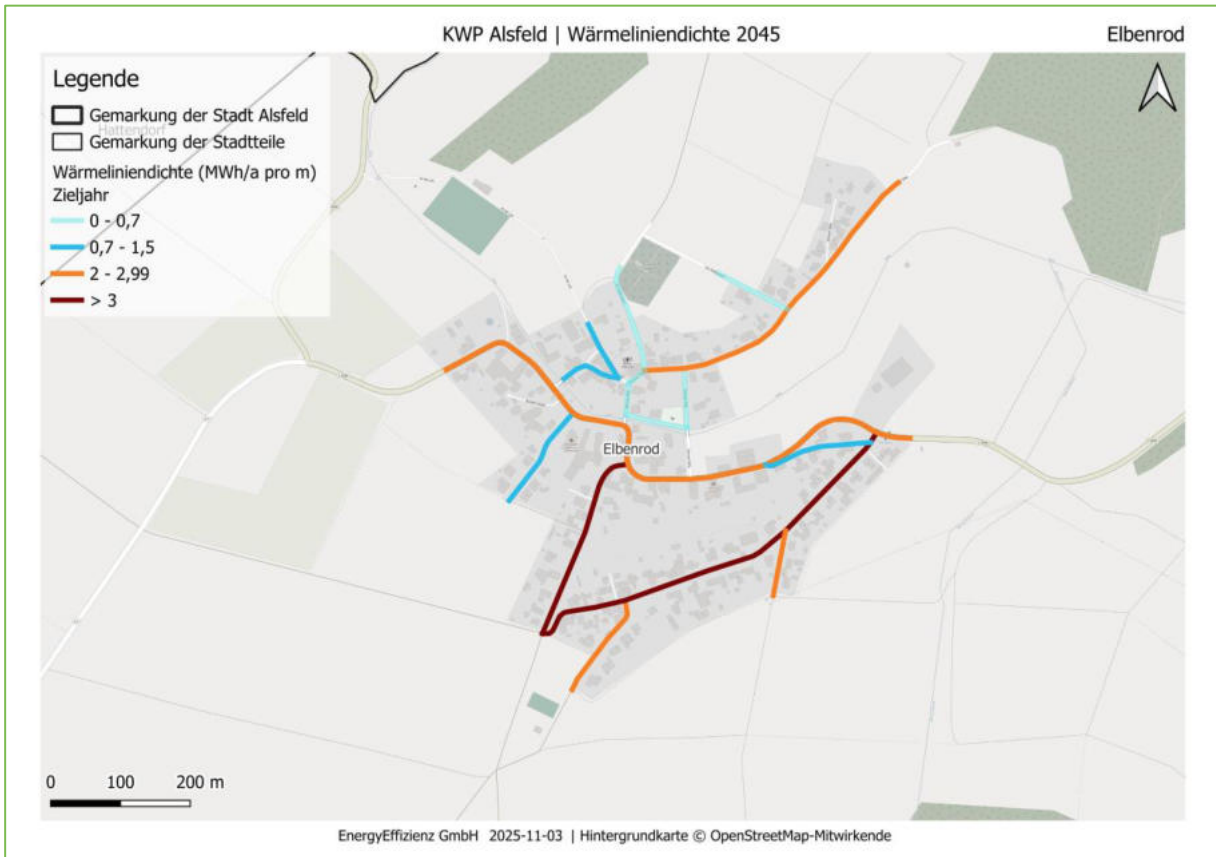 KWP Alsfeld | Wärmeliniendichte 2045
Elbenrod
Legende
Gemarkung der Stadt Alsfeld
Hattendorf
Gemarkung der Stadtteile
Wärmeliniendichte (MWh/a pro m)
Zieljahr
0 - 0,7
0,7 - 1,5
2 - 2,99
> 3
Elbenrod
0 100 200 m
EnergyEffizienz GmbH 2025-11-03 | Hintergrundkarte © OpenStreetMap-Mitwirkende